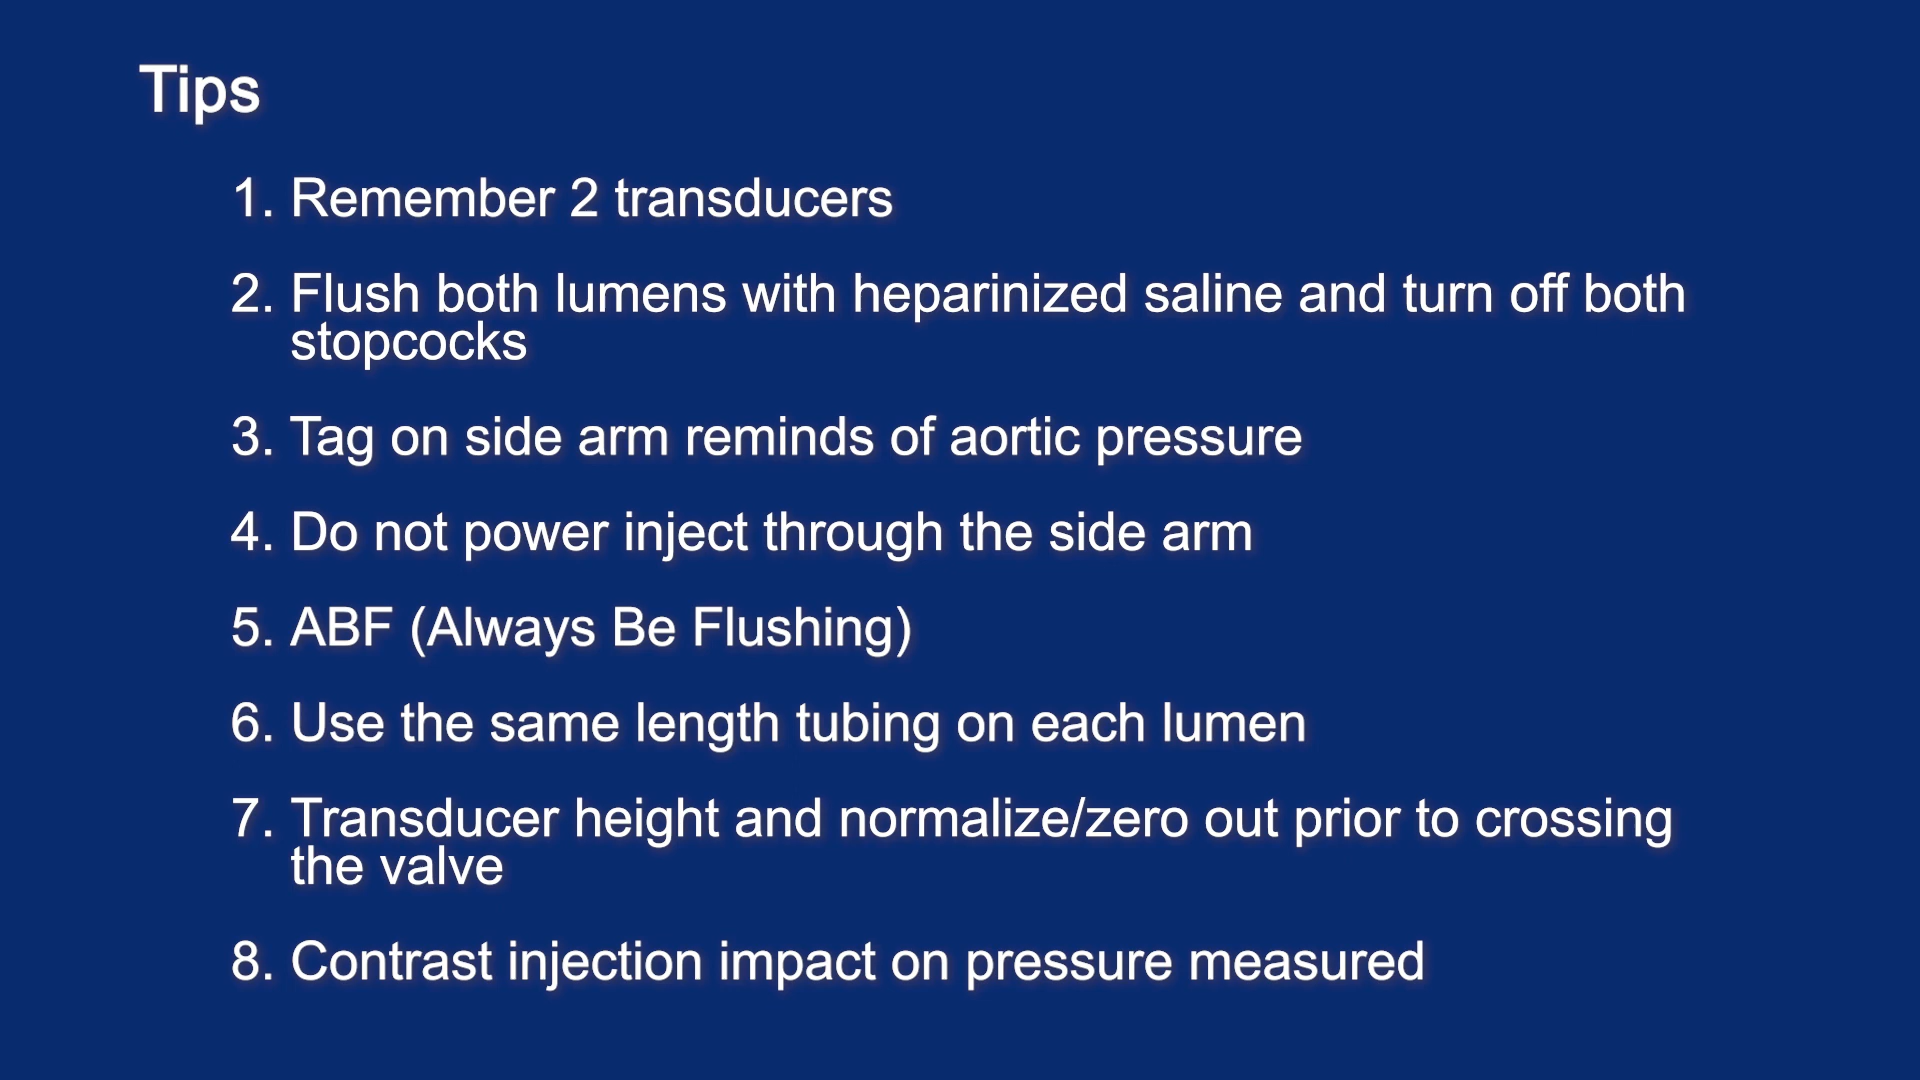 Tips
1. Remember 2 transducers
2. Flush both lumens with heparinized saline and turn off both
stopcocks
3. Tag on side arm reminds of aortic pressure
4. Do not power inject through the side arm
5. ABF (Always Be Flushing)
6. Use the same length tubing on each lumen
7. Transducer height and normalize/zero out prior to crossing
the valve
8. Contrast injection impact on pressure measured